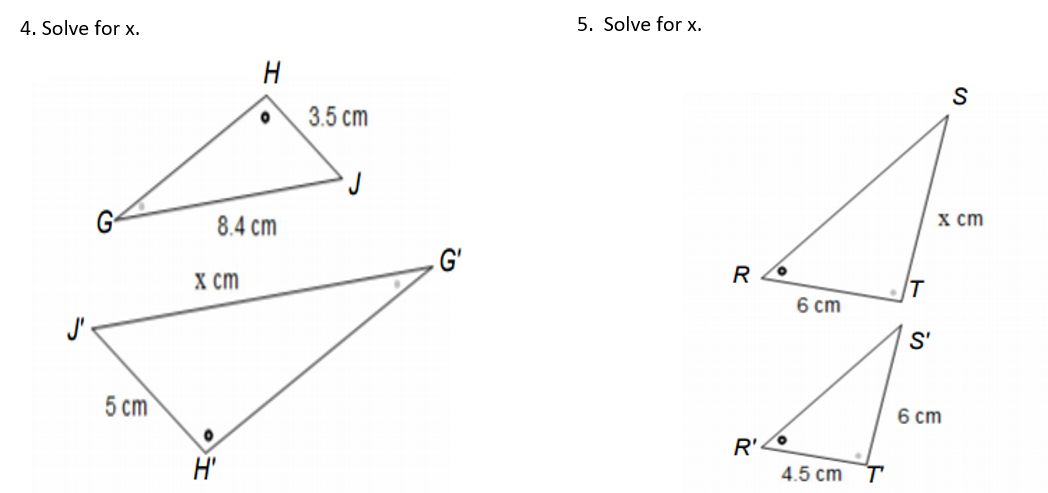 4. Solve for x.
H
3.5 cm
J
G
8.4 cm
x cm
G'
J'
5 cm
H'
5. Solve for x.
S
x cm
R
T
6 cm
S'
6 cm
R'
4.5 cm
T'